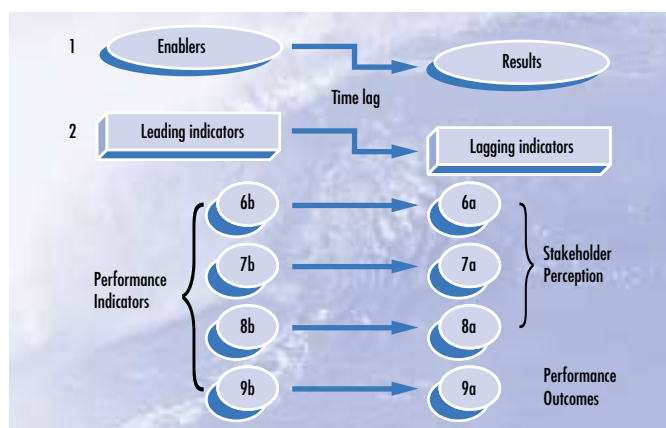 1
Enablers
Results
Time lag
2
Leading indicators
Lagging indicators
6b
6a
7b
7a
Performance
Indicators
Stakeholder
Perception
8b
8a
9b
9a
Performance
Outcomes